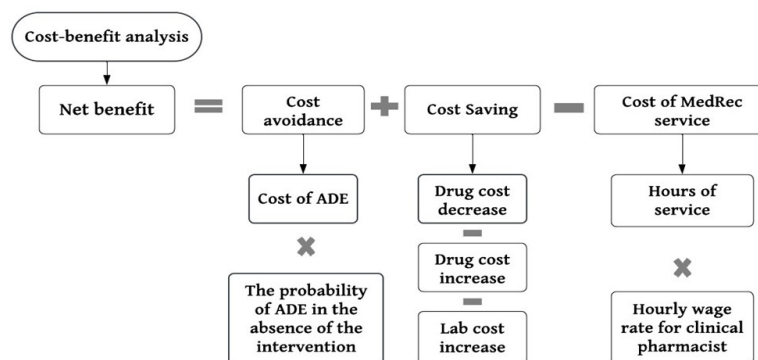 Cost-benefit analysis
Net benefit
=
Cost
avoidance
+
Cost Saving
−
Cost of MedRec
service
Cost of ADE
×
The probability
of ADE in the
absence of the
intervention
Drug cost
decrease
−
Drug cost
increase
−
Lab cost
increase
Hours of
service
×
Hourly wage
rate for clinical
pharmacist